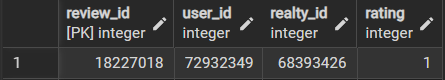 review_id user_id realty_id rating
[PK] integer integer integer integer
1 18227018 72932349 68393426 1